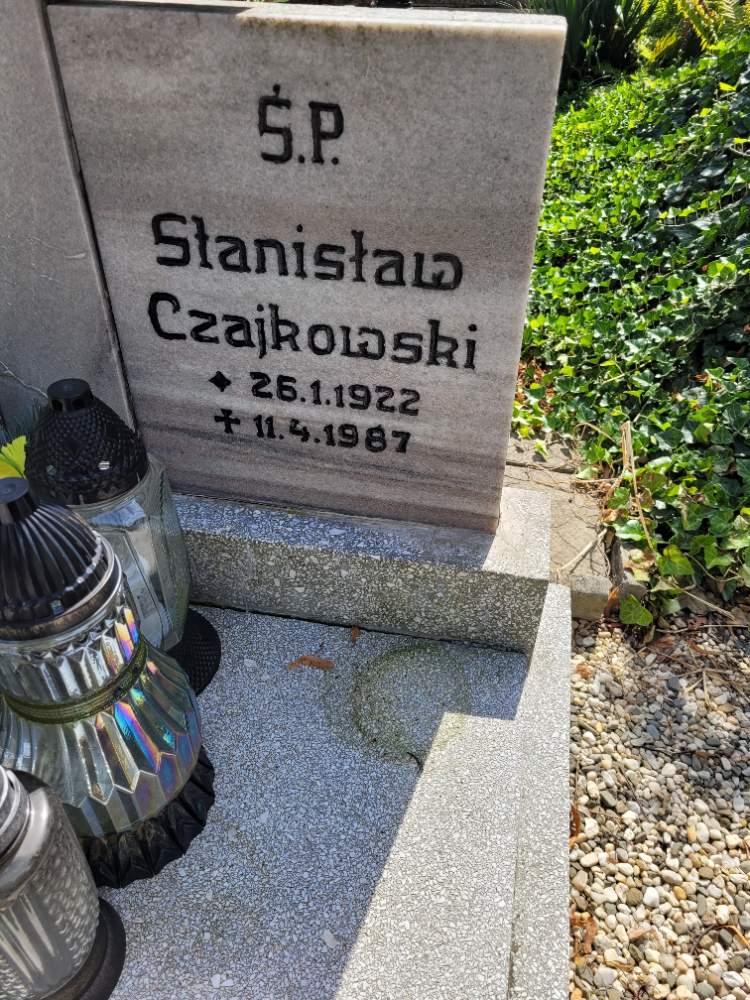 Ś.P.
Stanisław
Czajkowski
✦ 26.1.1922
✝ 11.4.1987